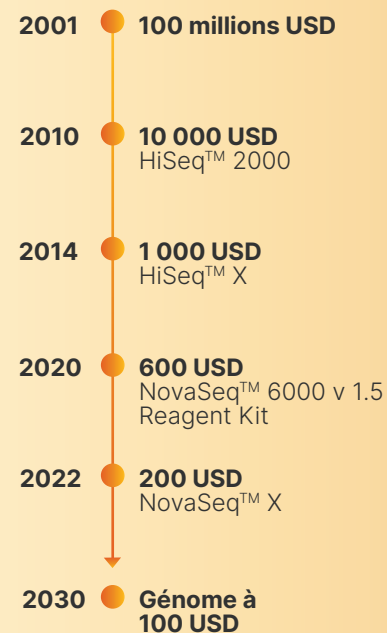 2001 100 millions USD
2010 10 000 USD
HiSeq™ 2000
2014 1 000 USD
HiSeq™ X
2020 600 USD
NovaSeq™ 6000 v 1.5
Reagent Kit
2022 200 USD
NovaSeq™ X
2030 Génome à
100 USD